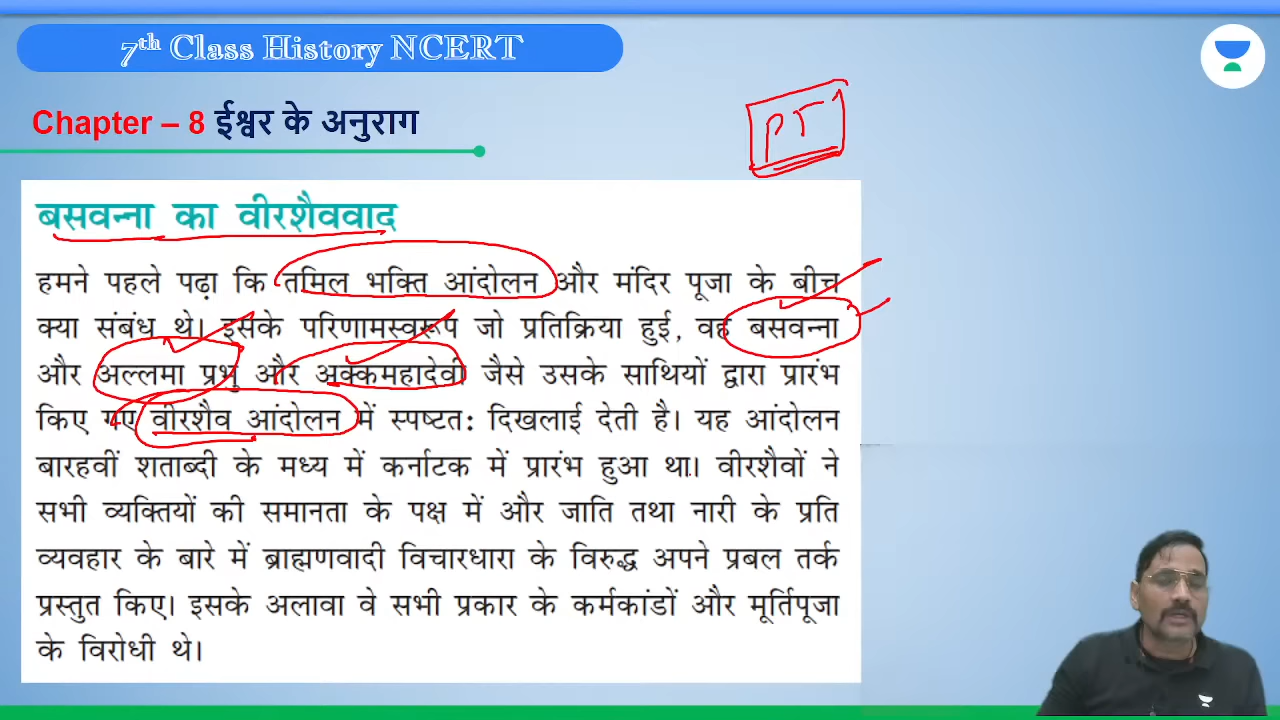 7th Class History NCERT
Chapter – 8 ईश्वर के अनुराग
PT
बसवन्ना का वीरशैववाद
हमने पहले पढ़ा कि तमिल भक्ति आंदोलन और मंदिर पूजा के बीच
क्या संबंध थे। इसके परिणामस्वरूप जो प्रतिक्रिया हुई, वह बसवन्ना
और अल्लमा प्रभु और अक्कमहादेवी जैसे उसके साथियों द्वारा प्रारंभ
किए गए वीरशैव आंदोलन में स्पष्टत: दिखलाई देती है। यह आंदोलन
बारहवीं शताब्दी के मध्य में कर्नाटक में प्रारंभ हुआ था। वीरशैवों ने
सभी व्यक्तियों की समानता के पक्ष में और जाति तथा नारी के प्रति
व्यवहार के बारे में ब्राह्मणवादी विचारधारा के विरुद्ध अपने प्रबल तर्क
प्रस्तुत किए। इसके अलावा वे सभी प्रकार के कर्मकांडों और मूर्तिपूजा
के विरोधी थे।